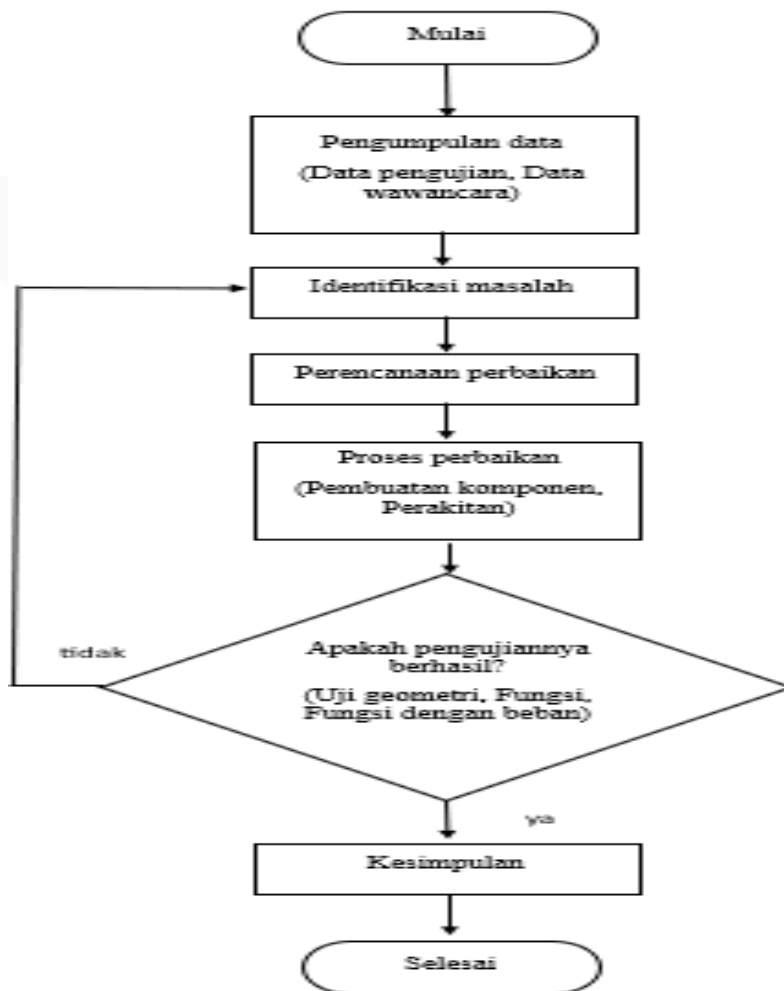 Mulai
Pengumpulan data
(Data pengujian, Data
wawancara)
Identifikasi masalah
Perencanaan perbaikan
Proses perbaikan
(Pembuatan komponen,
Perakitan)
tidak
Apakah pengujiannya
berhasil?
(Uji geometri, Fungsi,
Fungsi dengan beban)
ya
Kesimpulan
Selesai